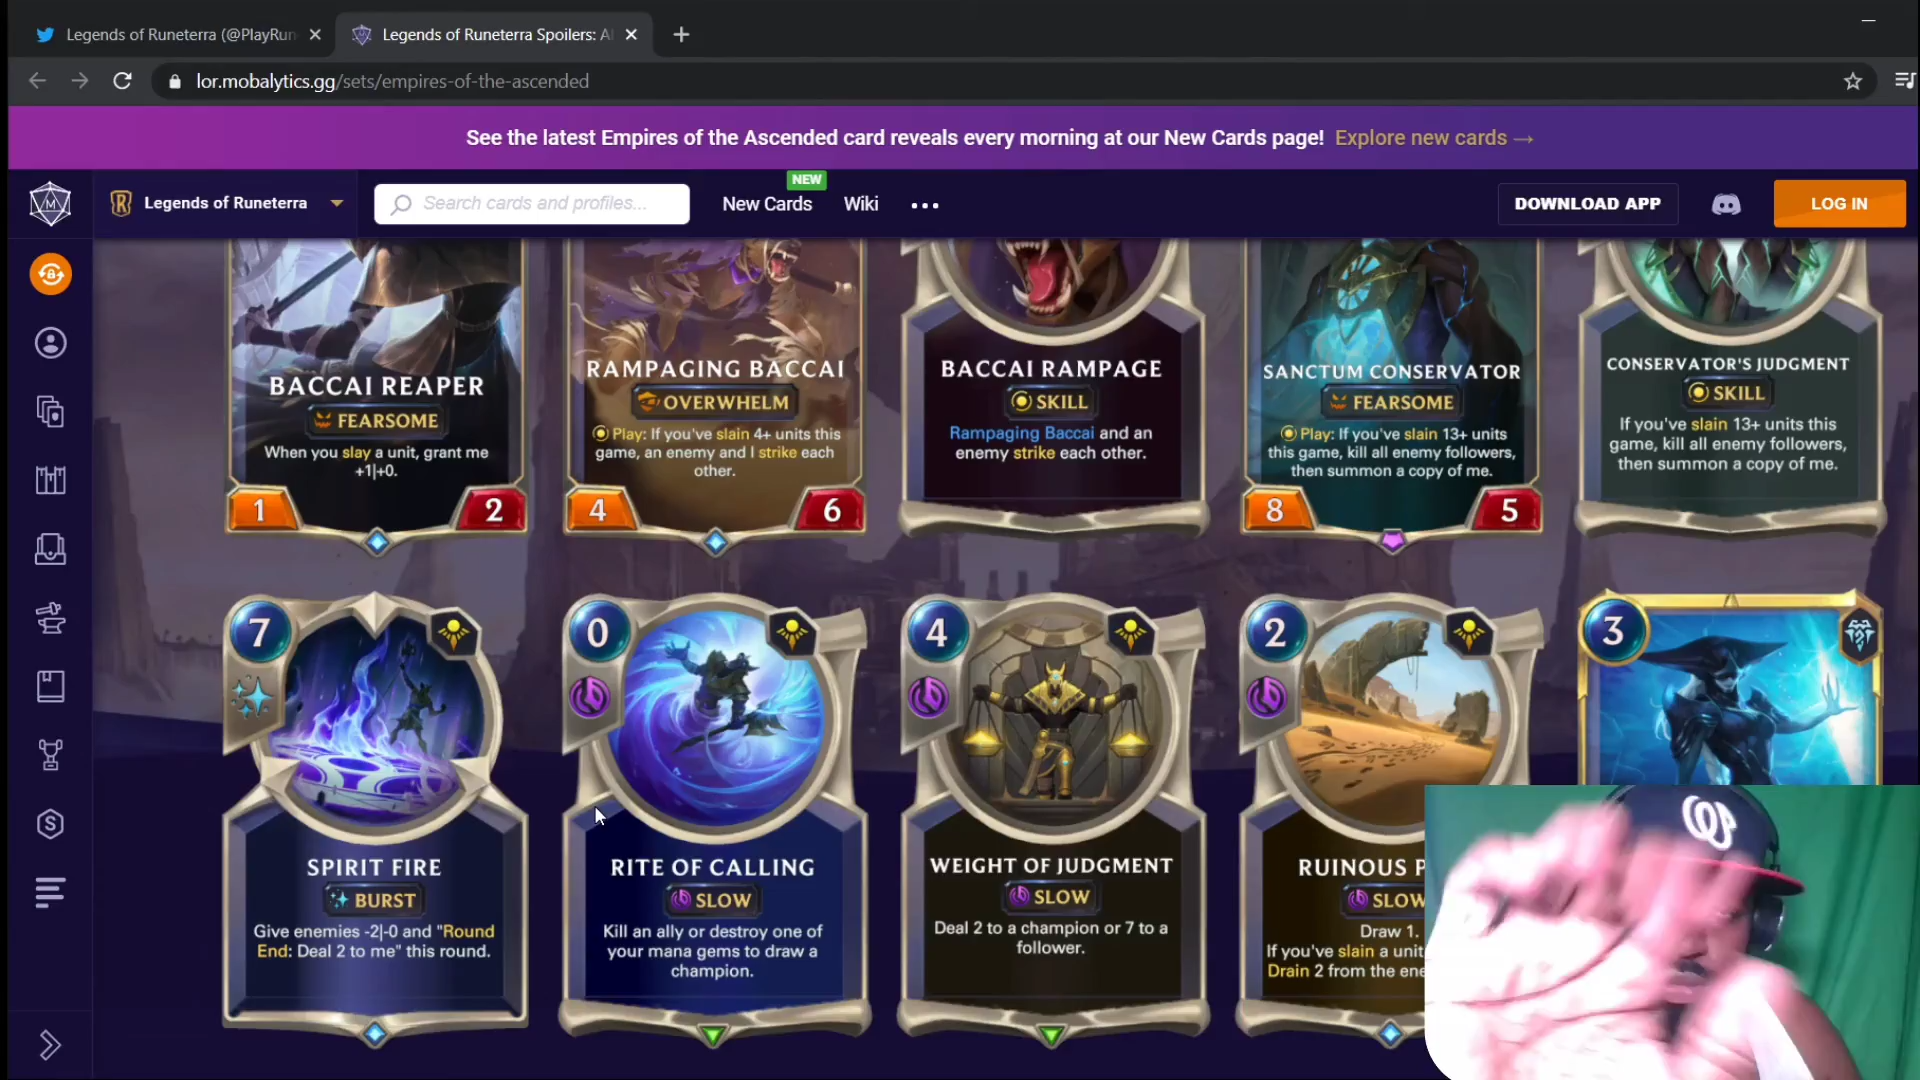 Legends of Runeterra (@PlayRun
Legends of Runeterra Spoilers: Al
lor.mobalytics.gg/sets/empires-of-the-ascended
See the latest Empires of the Ascended card reveals every morning at our New Cards page! Explore new cards →
Legends of Runeterra
Search cards and profiles...
NEW
New Cards
Wiki
DOWNLOAD APP
LOG IN
BACCAI REAPER
FEARSOME
When you slay a unit, grant me
+1|+0.
1
2
RAMPAGING BACCAI
OVERWHELM
Play: If you've slain 4+ units this
game, an enemy and I strike each
other.
4
6
BACCAI RAMPAGE
SKILL
Rampaging Baccai and an
enemy strike each other.
SANCTUM CONSERVATOR
FEARSOME
Play: If you've slain 13+ units
this game, kill all enemy followers,
then summon a copy of me.
8
5
CONSERVATOR'S JUDGMENT
SKILL
If you've slain 13+ units this
game, kill all enemy followers,
then summon a copy of me.
7
SPIRIT FIRE
BURST
Give enemies -2|-0 and "Round
End: Deal 2 to me" this round.
0
RITE OF CALLING
SLOW
Kill an ally or destroy one of
your mana gems to draw a
champion.
4
WEIGHT OF JUDGMENT
SLOW
Deal 2 to a champion or 7 to a
follower.
2
RUINOUS P
SLOW
Draw 1.
If you've slain a unit
Drain 2 from the ene
3